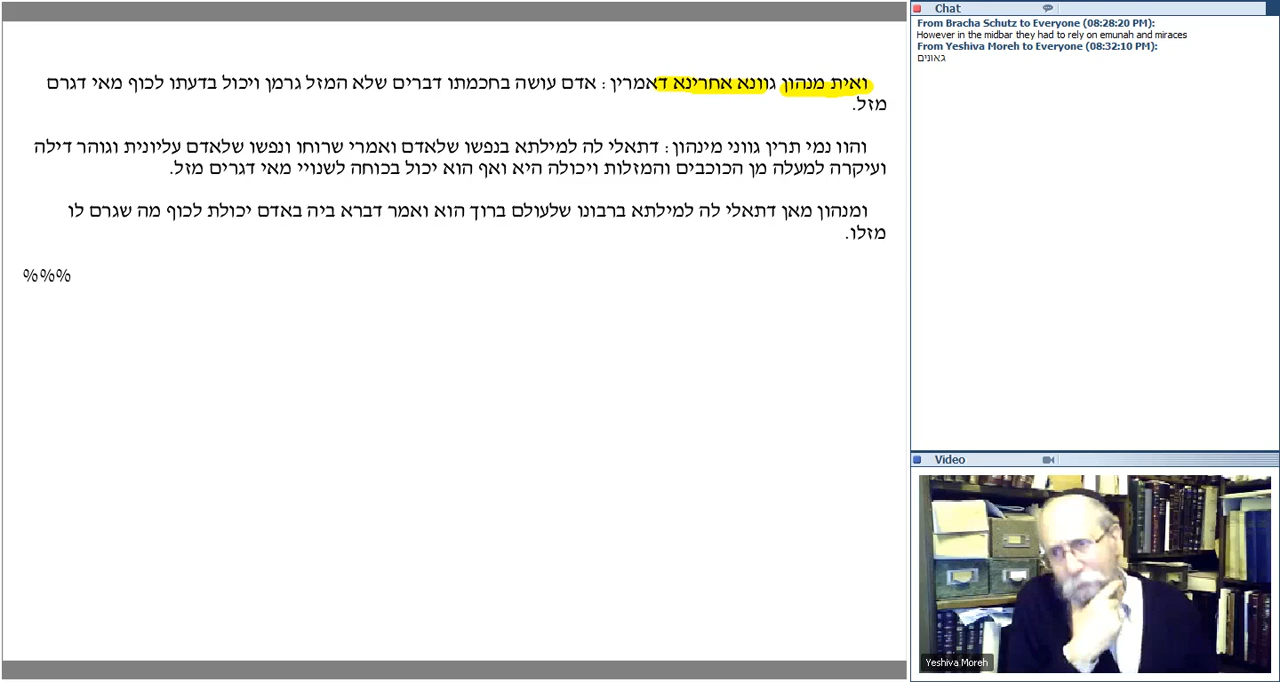 ואית מנהון גוונא אחרינא דאמרין : אדם עושה בחכמתו דברים שלא המזל גרמן ויכול בדעתו לכוף מאי דגרם
מזל.
והוו נמי תרין גווני מינהון : דתאלי לה למילתא בנפשו שלאדם ואמרי שרוחו ונפשו שלאדם עליונית וגוהר דילה
ועיקרה למעלה מן הכוכבים והמזלות ויכולה היא ואף הוא יכול בכוחה לשנויי מאי דגרים מזל.
ומנהון מאן דתאלי לה למילתא ברבונו שלעולם ברוך הוא ואמר דברא ביה באדם יכולת לכוף מה שגרם לו
מזלו.
%%%
Chat
From Bracha Schutz to Everyone (08:28:20 PM):
However in the midbar they had to rely on emunah and miraces
From Yeshiva Moreh to Everyone (08:32:10 PM):
גאונים
Video
Yeshiva Moreh